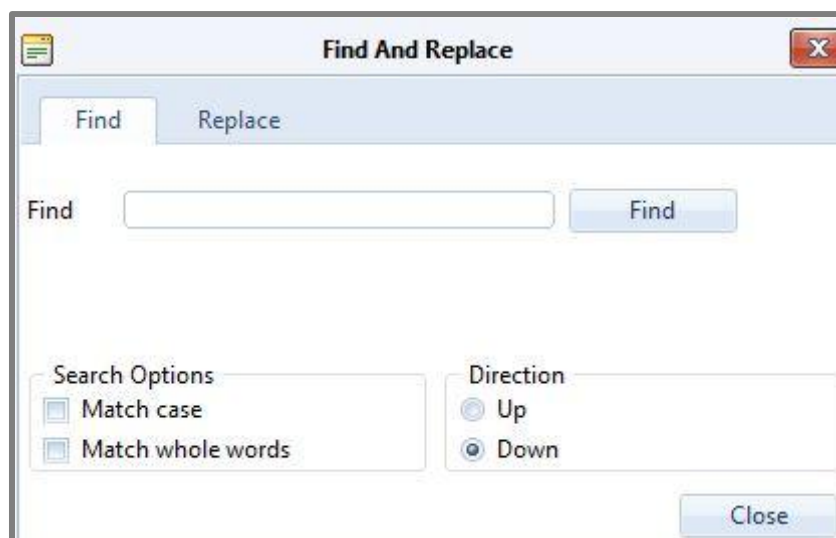 Find And Replace
Find Replace
Find Find
Search Options Direction
Match case Up
Match whole words Down
Close